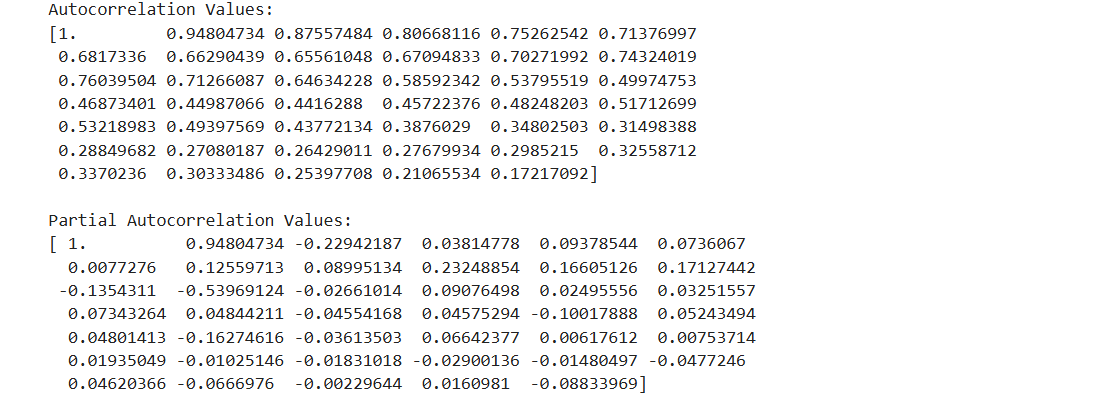 Autocorrelation Values:
[1.         0.94804734 0.87557484 0.80668116 0.75262542 0.71376997
 0.6817336  0.66290439 0.65561048 0.67094833 0.70271992 0.74324019
 0.76039504 0.71266087 0.64634228 0.58592342 0.53795519 0.49974753
 0.46873401 0.44987066 0.4416288  0.45722376 0.48248203 0.51712699
 0.53218983 0.49397569 0.43772134 0.3876029  0.34802503 0.31498388
 0.28849682 0.27080187 0.26429011 0.27679934 0.2985215  0.32558712
 0.3370236  0.30333486 0.25397708 0.21065534 0.17217092]

Partial Autocorrelation Values:
[ 1.          0.94804734 -0.22942187  0.03814778  0.09378544  0.0736067
  0.0077276   0.12559713  0.08995134  0.23248854  0.16605126  0.17127442
 -0.1354311  -0.53969124 -0.02661014  0.09076498  0.02495556  0.03251557
  0.07343264  0.04844211 -0.04554168  0.04575294 -0.10017888  0.05243494
  0.04801413 -0.16274616 -0.03613503  0.06642377  0.00617612  0.00753714
  0.01935049 -0.01025146 -0.01831018 -0.02900136 -0.01480497 -0.0477246
  0.04620366 -0.0666976  -0.00229644  0.0160981  -0.08833969]